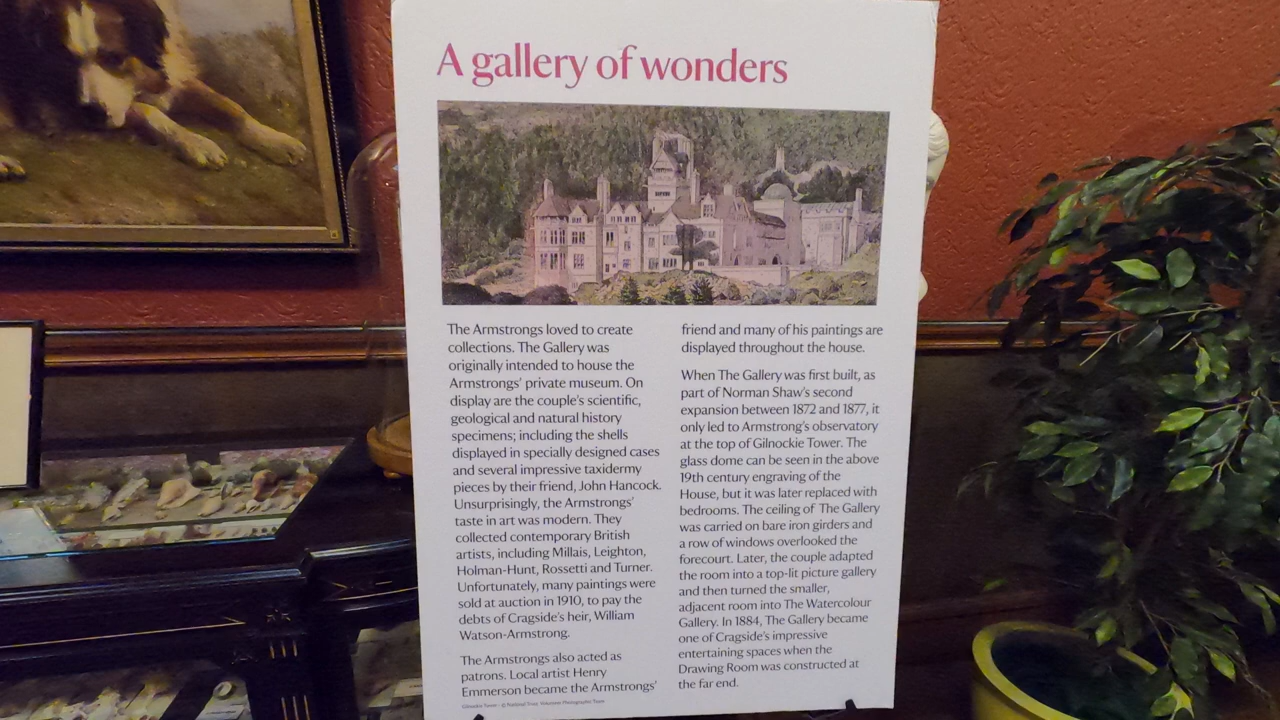 A gallery of wonders
The Armstrongs loved to create
collections. The Gallery was
originally intended to house the
Armstrongs' private museum. On
display are the couple's scientific,
geological and natural history
specimens; including the shells
displayed in specially designed cases
and several impressive taxidermy
pieces by their friend, John Hancock.
Unsurprisingly, the Armstrongs'
taste in art was modern. They
collected contemporary British
artists, including Millais, Leighton,
Holman-Hunt, Rossetti and Turner.
Unfortunately, many paintings were
sold at auction in 1910, to pay the
debts of Cragside's heir, William
Watson-Armstrong.
The Armstrongs also acted as
patrons. Local artist Henry
Emmerson became the Armstrongs'
friend and many of his paintings are
displayed throughout the house.
When The Gallery was first built, as
part of Norman Shaw's second
expansion between 1872 and 1877, it
only led to Armstrong's observatory
at the top of Gilnockie Tower. The
glass dome can be seen in the above
19th century engraving of the
House, but it was later replaced with
bedrooms. The ceiling of The Gallery
was carried on bare iron girders and
a row of windows overlooked the
forecourt. Later, the couple adapted
the room into a top-lit picture gallery
and then turned the smaller,
adjacent room into The Watercolour
Gallery. In 1884, The Gallery became
one of Cragside's impressive
entertaining spaces when the
Drawing Room was constructed at
the far end.
Gilnockie Tower - © National Trust, Volunteer Photographic Team